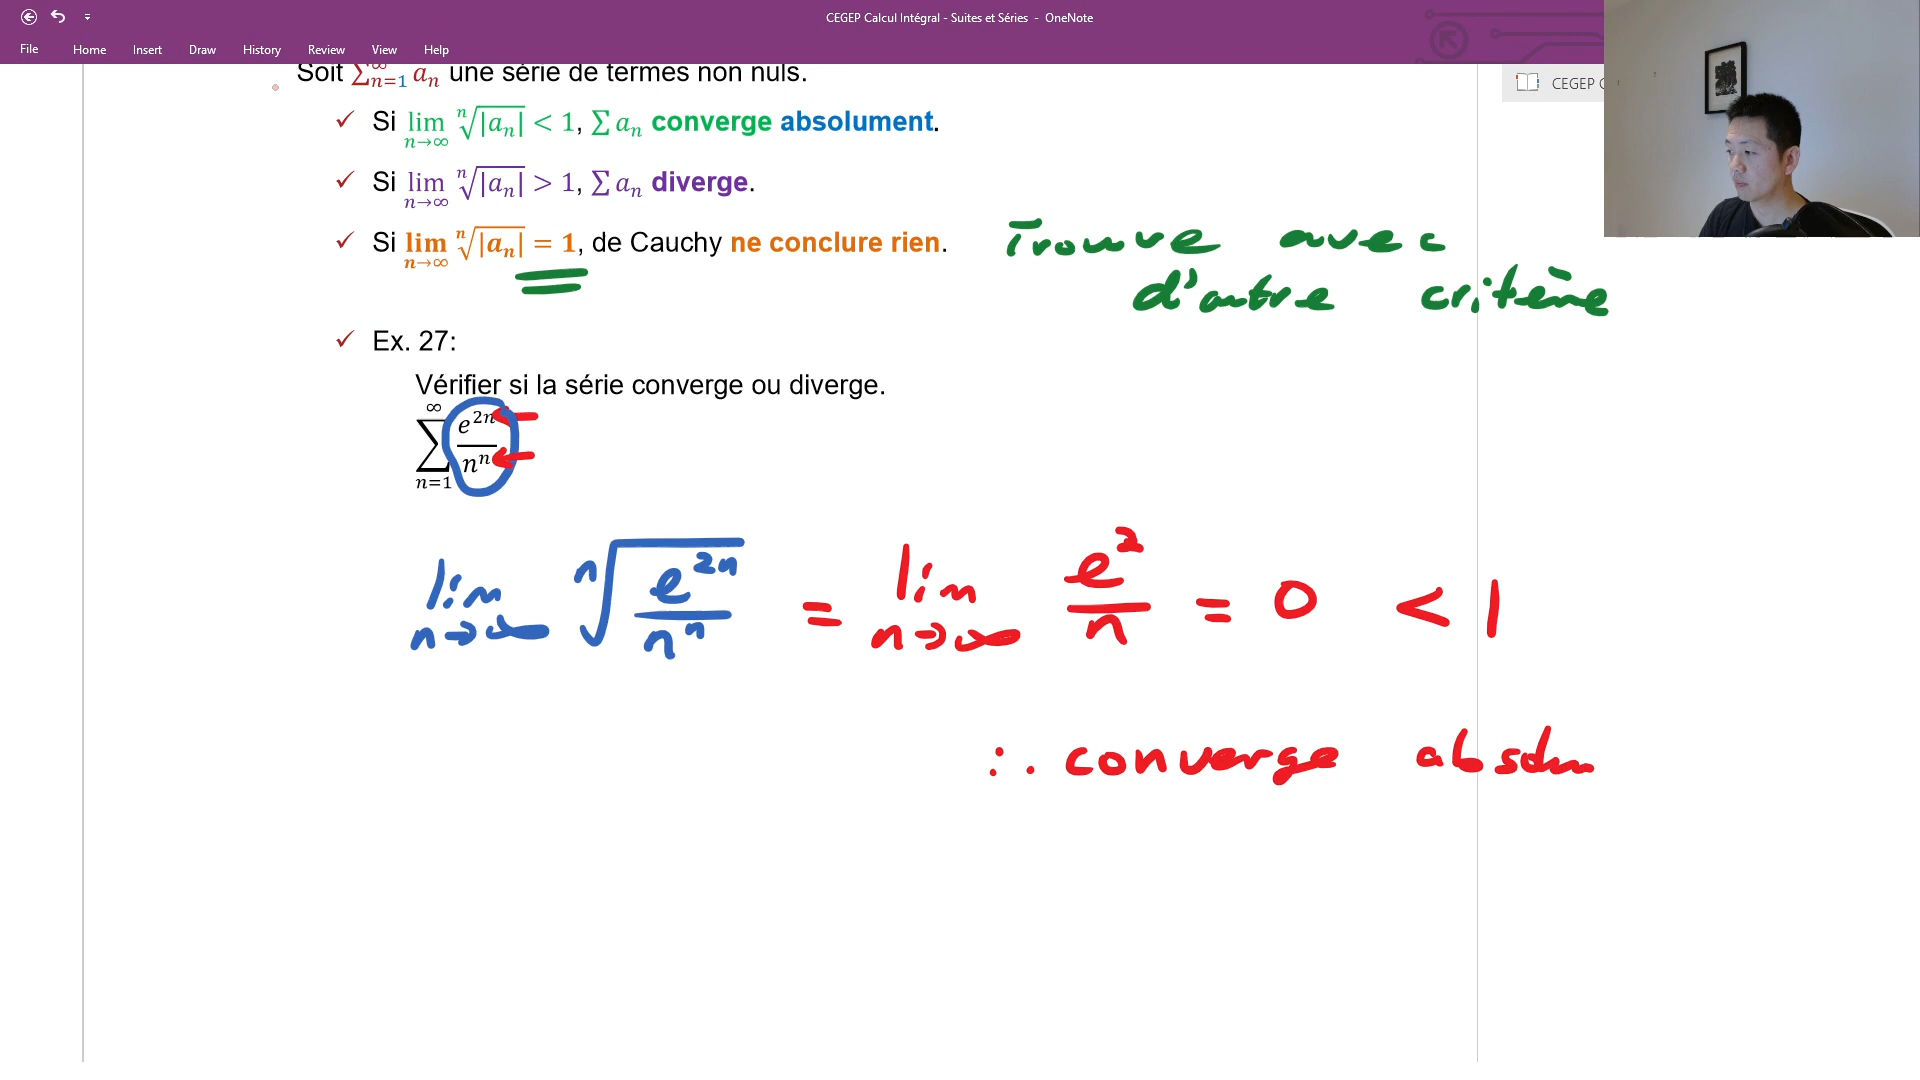 CEGEP Calcul Intégral - Suites et Séries - OneNote
File Home Insert Draw History Review View Help
CEGEP C
Soit ∑_{n=1}^{∞} a_n une série de termes non nuls.
✓ Si lim_{n→∞} ⁿ√|a_n| < 1, ∑ a_n converge absolument.
✓ Si lim_{n→∞} ⁿ√|a_n| > 1, ∑ a_n diverge.
✓ Si lim_{n→∞} ⁿ√|a_n| = 1, de Cauchy ne conclure rien.
Trouve avec
d'autre critère
✓ Ex. 27:
Vérifier si la série converge ou diverge.
∑_{n=1}^{∞} e^{2n}/n^n
lim_{n→∞} ⁿ√(e^{2n}/n^n) = lim_{n→∞} e^2/n = 0 < 1
∴ converge absolum